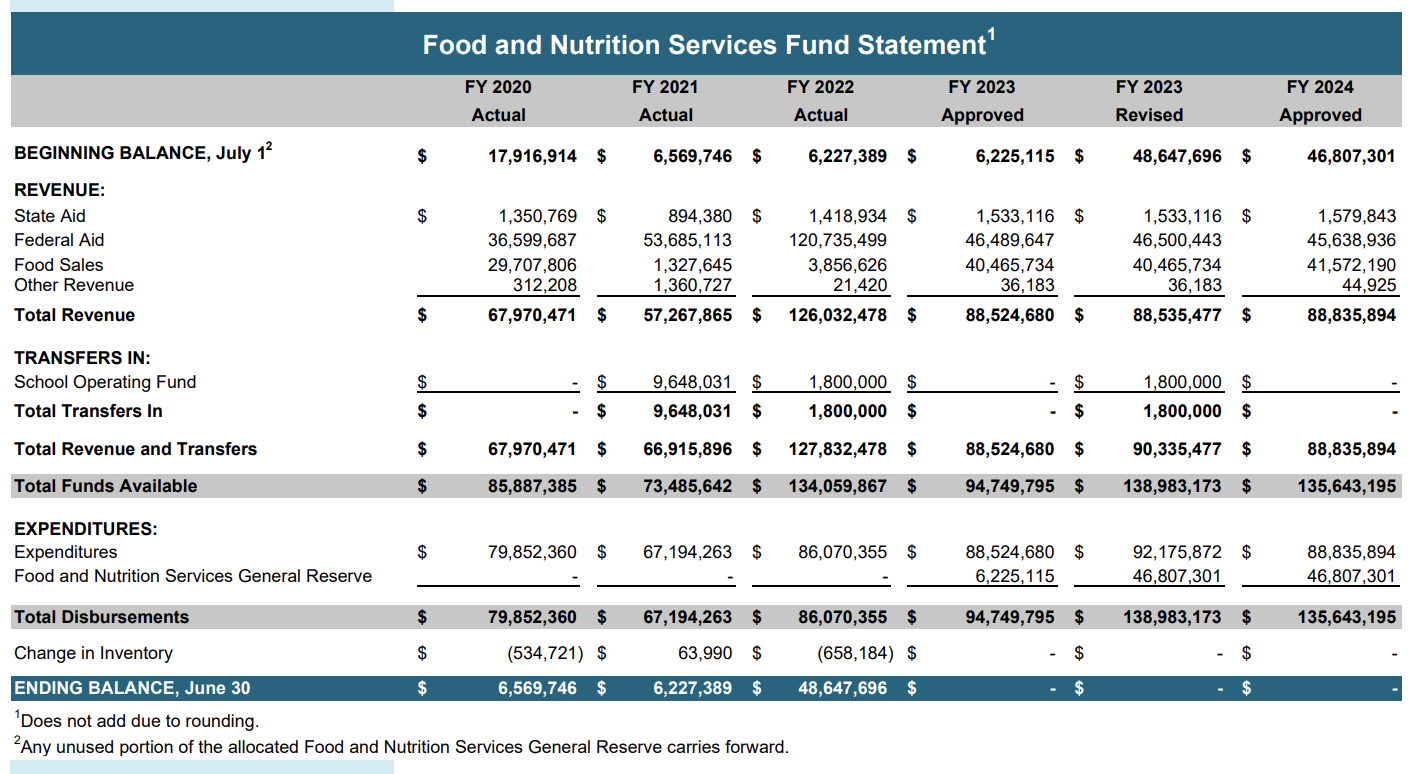 Food and Nutrition Services Fund Statement1
FY 2020 FY 2021 FY 2022 FY 2023 FY 2023 FY 2024
Actual Actual Actual Approved Revised Approved
BEGINNING BALANCE, July 12 $ 17,916,914 $ 6,569,746 $ 6,227,389 $ 6,225,115 $ 48,647,696 $ 46,807,301
REVENUE:
State Aid $ 1,350,769 $ 894,380 $ 1,418,934 $ 1,533,116 $ 1,533,116 $ 1,579,843
Federal Aid 36,599,687 53,685,113 120,735,499 46,489,647 46,500,443 45,638,936
Food Sales 29,707,806 1,327,645 3,856,626 40,465,734 40,465,734 41,572,190
Other Revenue 312,208 1,360,727 21,420 36,183 36,183 44,925
Total Revenue $ 67,970,471 $ 57,267,865 $ 126,032,478 $ 88,524,680 $ 88,535,477 $ 88,835,894
TRANSFERS IN:
School Operating Fund $ - $ 9,648,031 $ 1,800,000 $ - $ 1,800,000 $ -
Total Transfers In $ - $ 9,648,031 $ 1,800,000 $ - $ 1,800,000 $ -
Total Revenue and Transfers $ 67,970,471 $ 66,915,896 $ 127,832,478 $ 88,524,680 $ 90,335,477 $ 88,835,894
Total Funds Available $ 85,887,385 $ 73,485,642 $ 134,059,867 $ 94,749,795 $ 138,983,173 $ 135,643,195
EXPENDITURES:
Expenditures $ 79,852,360 $ 67,194,263 $ 86,070,355 $ 88,524,680 $ 92,175,872 $ 88,835,894
Food and Nutrition Services General Reserve - - - 6,225,115 46,807,301 46,807,301
Total Disbursements $ 79,852,360 $ 67,194,263 $ 86,070,355 $ 94,749,795 $ 138,983,173 $ 135,643,195
Change in Inventory $ (534,721) $ 63,990 $ (658,184) $ - $ - $ -
ENDING BALANCE, June 30 $ 6,569,746 $ 6,227,389 $ 48,647,696 $ - $ - $ -
1Does not add due to rounding.
2Any unused portion of the allocated Food and Nutrition Services General Reserve carries forward.